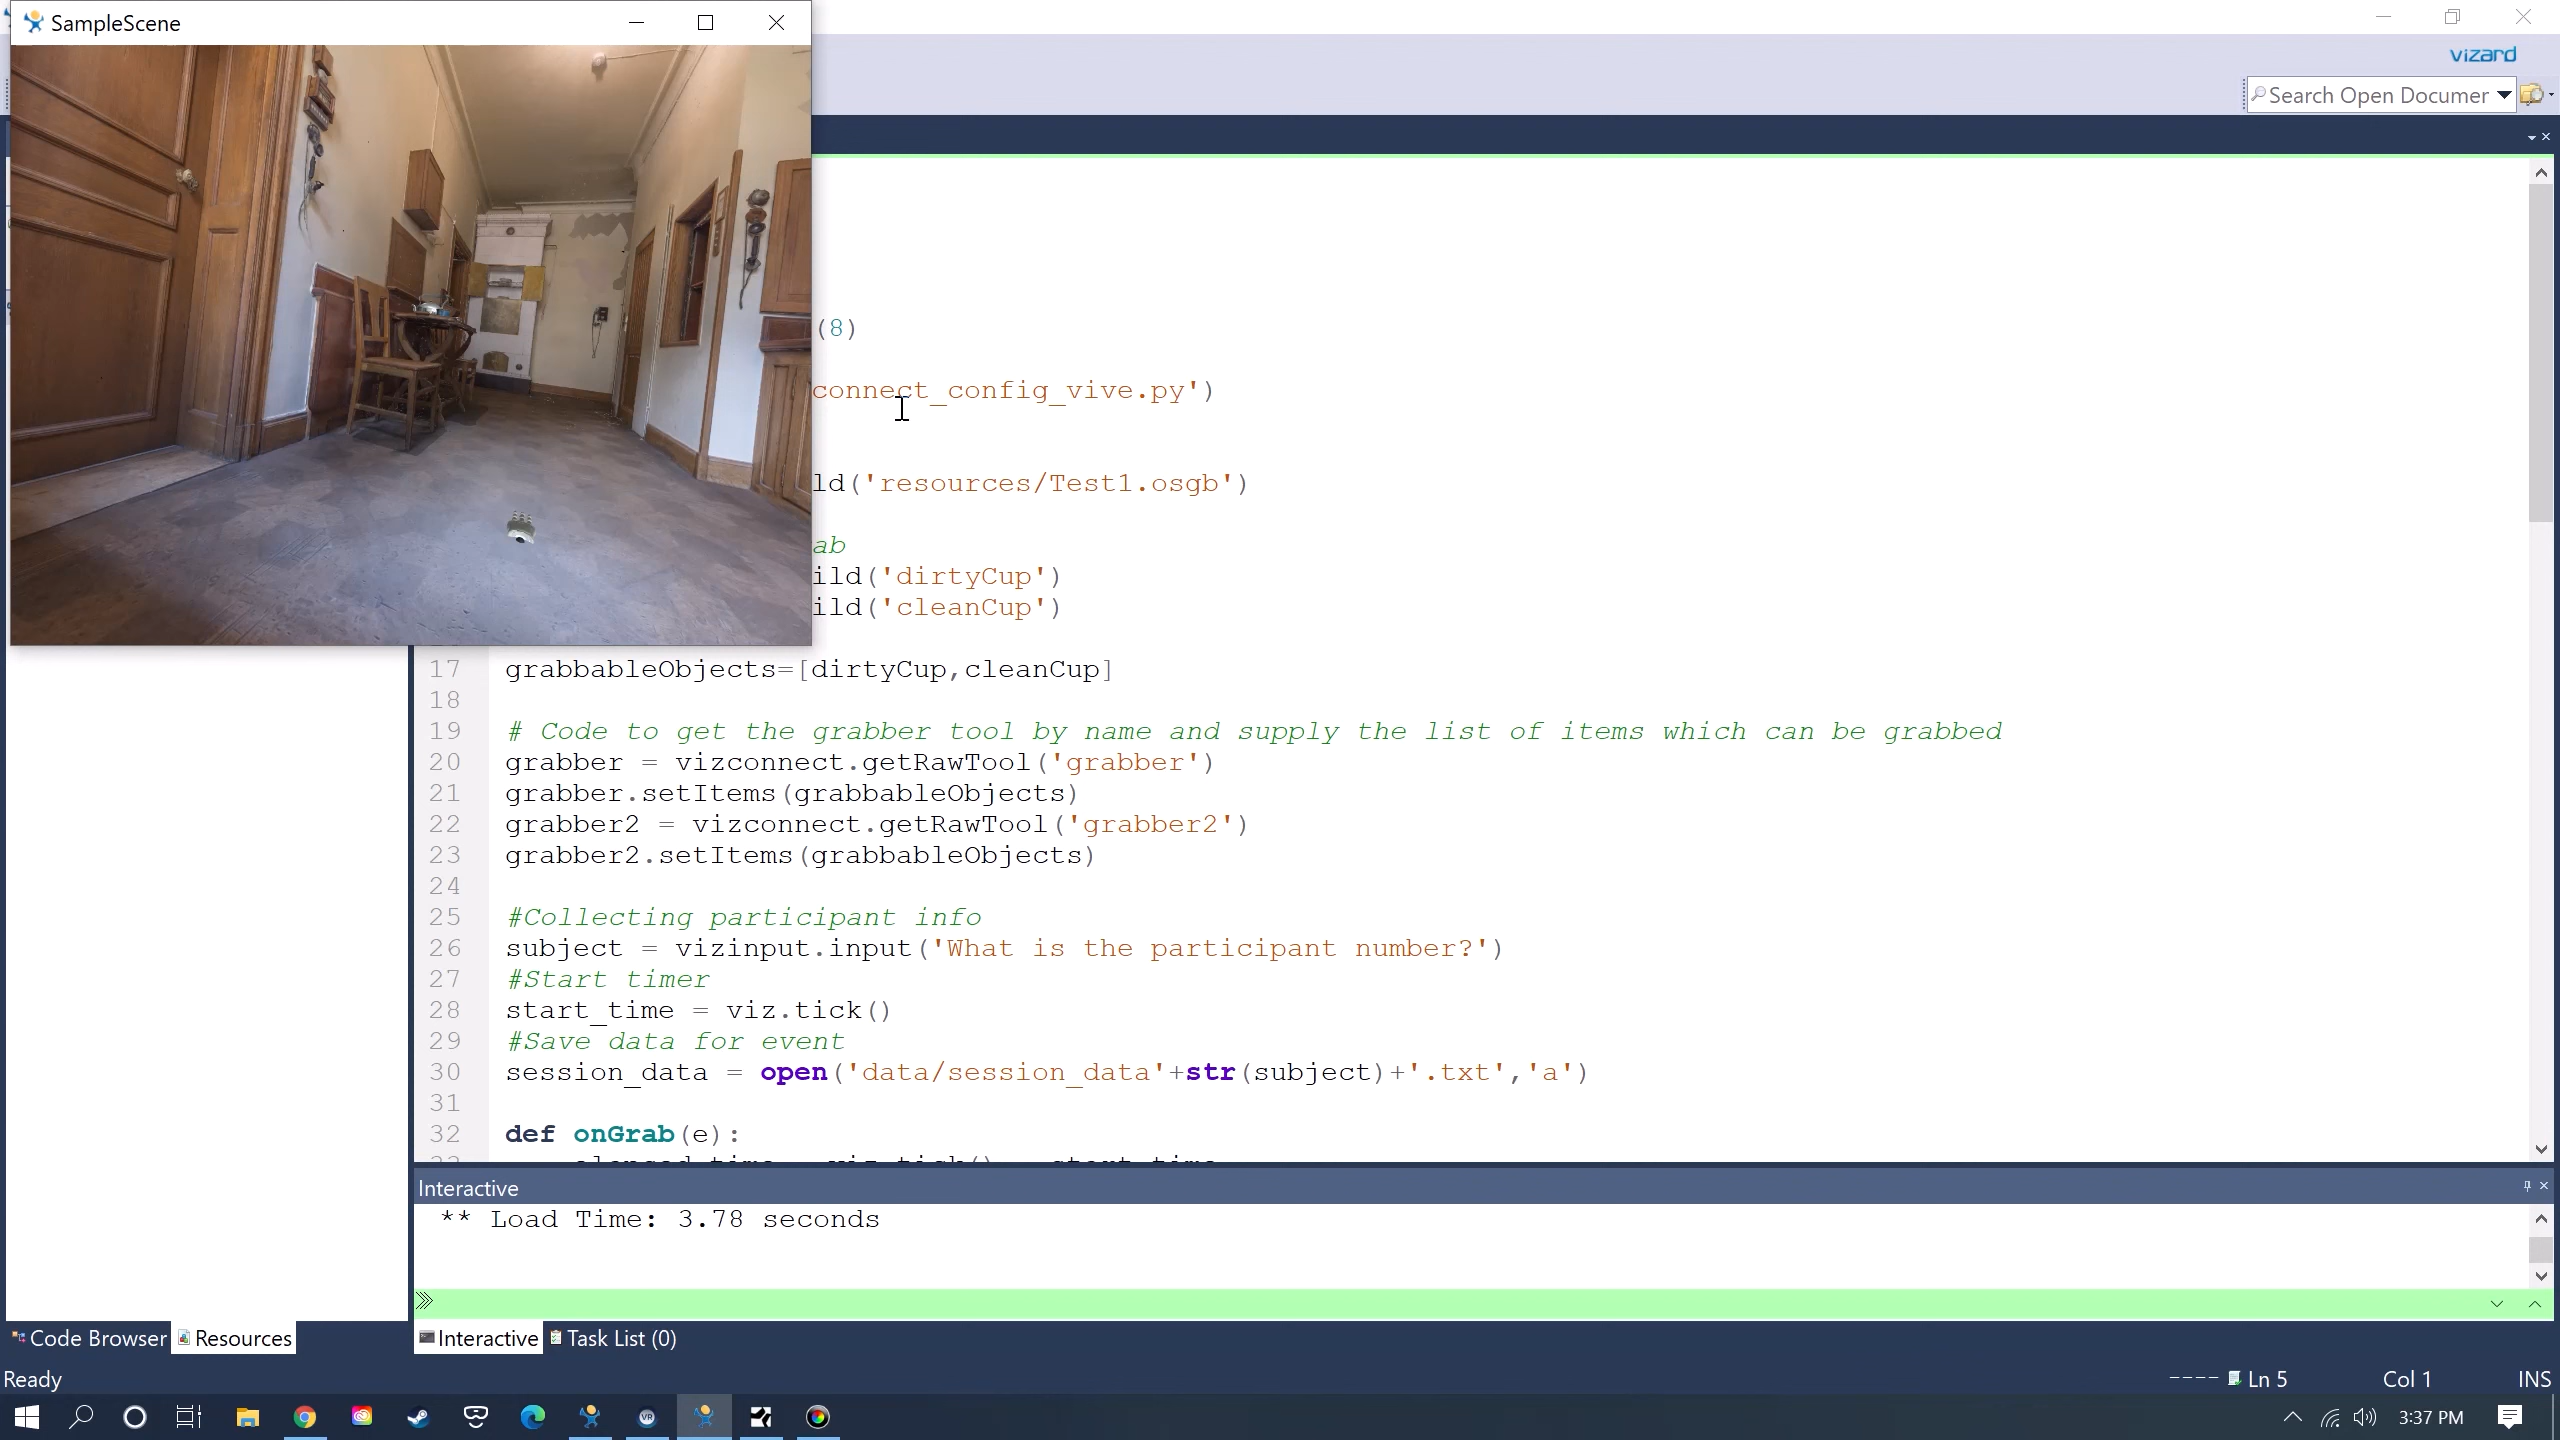 SampleScene
vizard
Search Open Documen
(8)
connect_config_vive.py')
ld('resources/Test1.osgb')
ab
ild('dirtyCup')
ild('cleanCup')
17 grabbableObjects=[dirtyCup,cleanCup]
18
19 # Code to get the grabber tool by name and supply the list of items which can be grabbed
20 grabber = vizconnect.getRawTool('grabber')
21 grabber.setItems(grabbableObjects)
22 grabber2 = vizconnect.getRawTool('grabber2')
23 grabber2.setItems(grabbableObjects)
24
25 #Collecting participant info
26 subject = vizinput.input('What is the participant number?')
27 #Start timer
28 start_time = viz.tick()
29 #Save data for event
30 session_data = open('data/session_data'+str(subject)+'.txt','a')
31
32 def onGrab(e):
Interactive
** Load Time: 3.78 seconds
Code Browser Resources Interactive Task List (0)
Ready Ln 5 Col 1 INS
3:37 PM